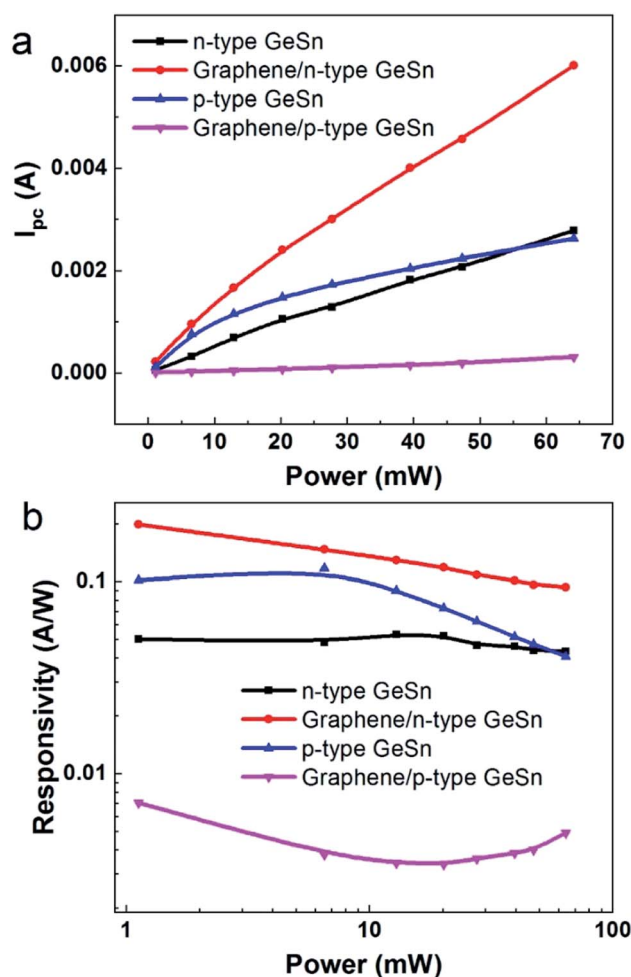 a
n-type GeSn
Graphene/n-type GeSn
p-type GeSn
Graphene/p-type GeSn
0.006
0.004
0.002
0.000
I_pc (A)
0 10 20 30 40 50 60 70
Power (mW)
b
0.1
0.01
Responsivity (A/W)
n-type GeSn
Graphene/n-type GeSn
p-type GeSn
Graphene/p-type GeSn
1 10 100
Power (mW)